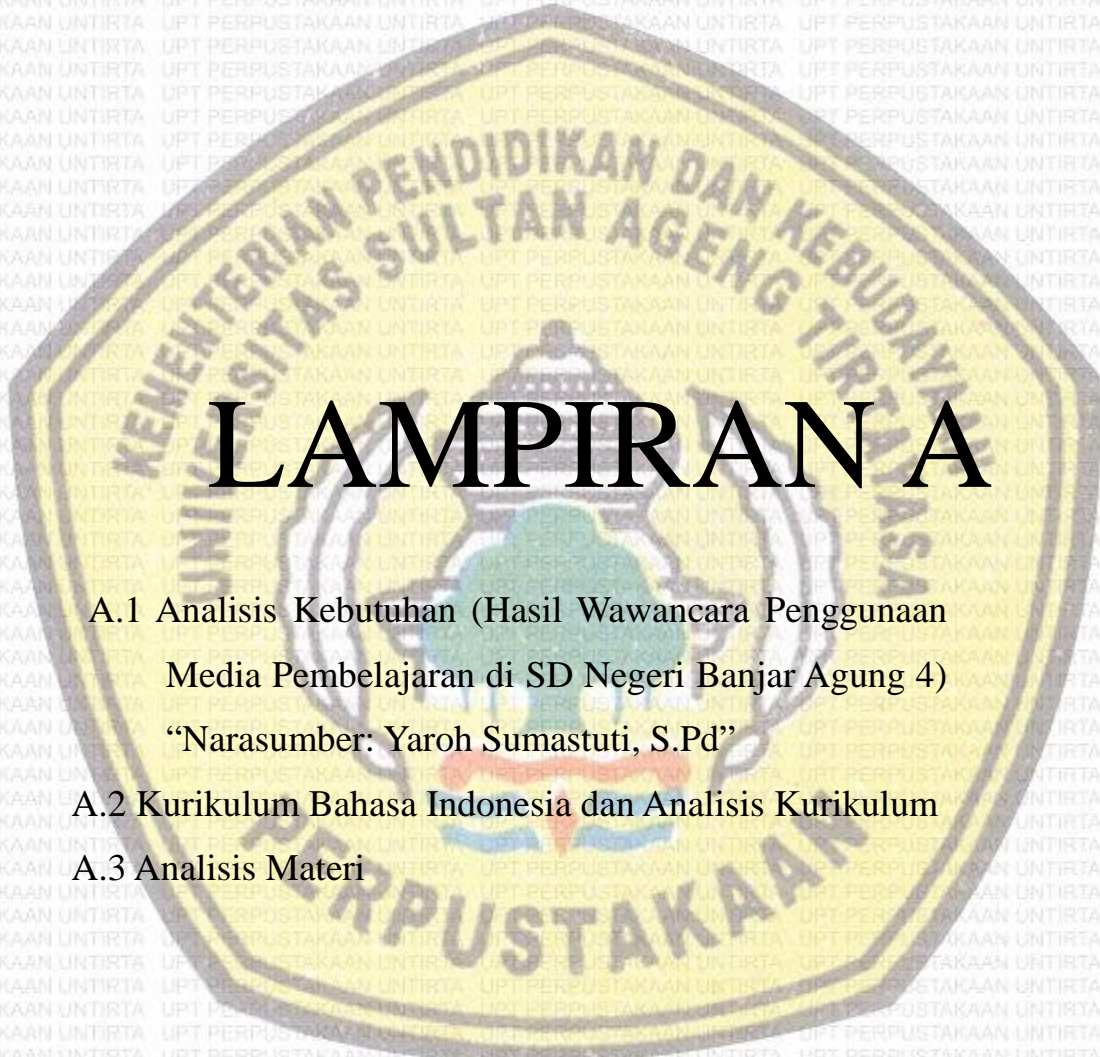 KEMENTERIAN PENDIDIKAN DAN KEBUDAYAAN
UNIVERSITAS SULTAN AGENG TIRTAYASA
LAMPIRAN A
A.1 Analisis Kebutuhan (Hasil Wawancara Penggunaan
Media Pembelajaran di SD Negeri Banjar Agung 4)
“Narasumber: Yaroh Sumastuti, S.Pd”
A.2 Kurikulum Bahasa Indonesia dan Analisis Kurikulum
A.3 Analisis Materi
PERPUSTAKAAN
UPT PERPUSTAKAAN UNTIRTA